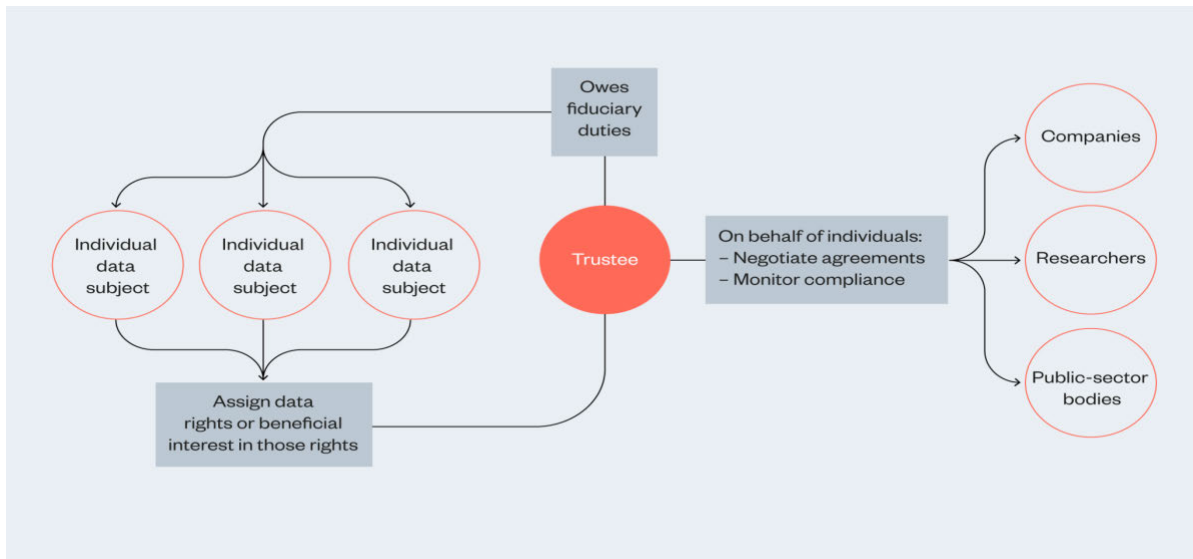 Owes
fiduciary
duties
Companies
Individual
data
subject
Individual
data
subject
Individual
data
subject
Trustee
On behalf of individuals:
– Negotiate agreements
– Monitor compliance
Researchers
Assign data
rights or beneficial
interest in those rights
Public-sector
bodies